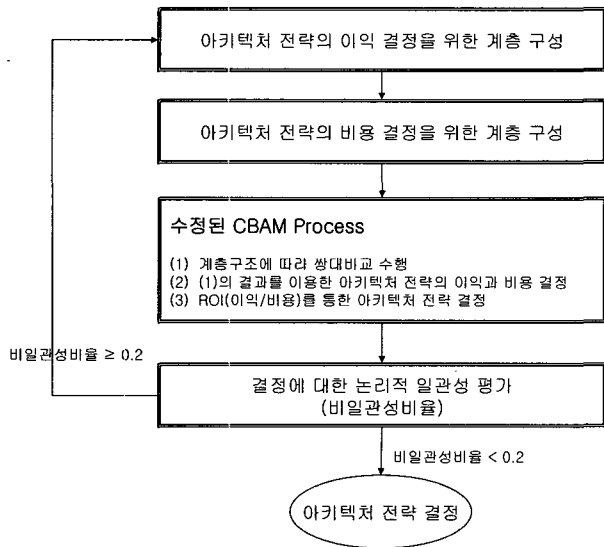 아키텍처 전략의 이익 결정을 위한 계층 구성
아키텍처 전략의 비용 결정을 위한 계층 구성
수정된 CBAM Process
(1) 계층구조에 따라 쌍대비교 수행
(2) (1)의 결과를 이용한 아키텍처 전략의 이익과 비용 결정
(3) ROI(이익/비용)를 통한 아키텍처 전략 결정
비일관성비율 ≥ 0.2
결정에 대한 논리적 일관성 평가
(비일관성비율)
비일관성비율 < 0.2
아키텍처 전략 결정